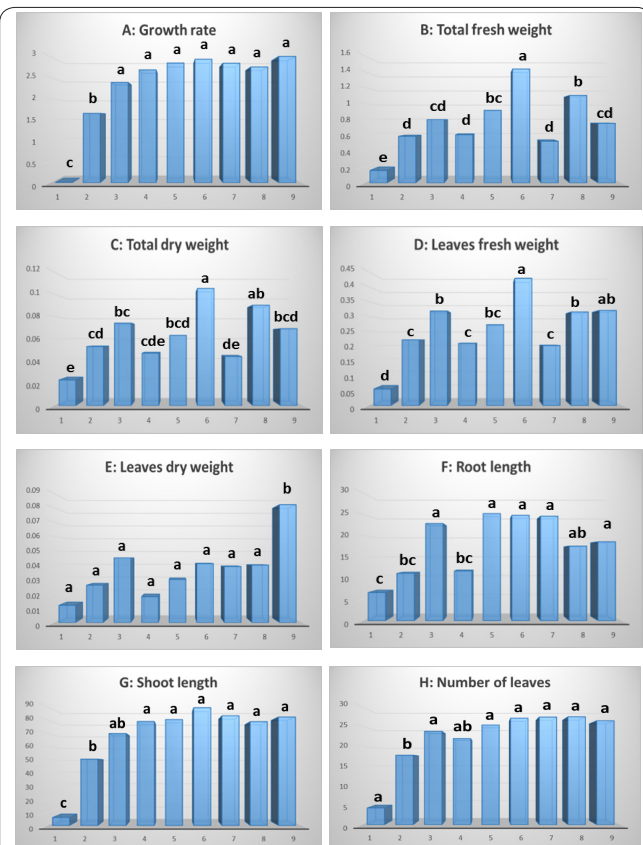 A: Growth rate
3
2.5
2
1.5
1
0.5
0
c b a a a a a a a
1 2 3 4 5 6 7 8 9
B: Total fresh weight
1.6
1.4
1.2
1
0.8
0.6
0.4
0.2
0
e d cd d bc a d b cd
1 2 3 4 5 6 7 8 9
C: Total dry weight
0.12
0.1
0.08
0.06
0.04
0.02
0
e cd bc cde bcd a de ab bcd
1 2 3 4 5 6 7 8 9
D: Leaves fresh weight
0.45
0.4
0.35
0.3
0.25
0.2
0.15
0.1
0.05
0
d c b c bc a c b ab
1 2 3 4 5 6 7 8 9
E: Leaves dry weight
0.09
0.08
0.07
0.06
0.05
0.04
0.03
0.02
0.01
0
a a a a a a a a b
1 2 3 4 5 6 7 8 9
F: Root length
30
25
20
15
10
5
0
c bc a bc a a a ab a
1 2 3 4 5 6 7 8 9
G: Shoot length
90
80
70
60
50
40
30
20
10
0
c b ab a a a a a a
1 2 3 4 5 6 7 8 9
H: Number of leaves
30
25
20
15
10
5
0
a b a ab a a a a a
1 2 3 4 5 6 7 8 9